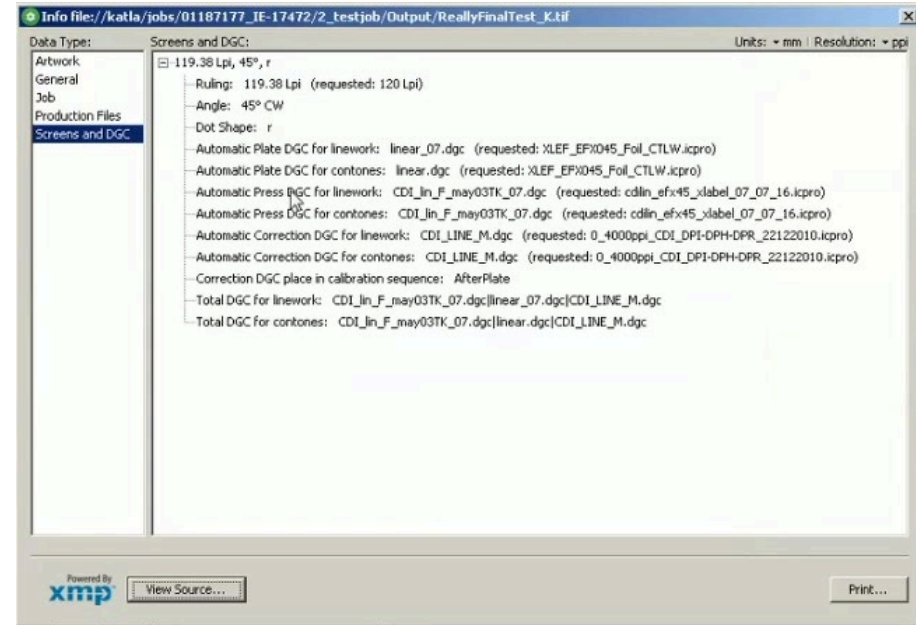 Info file://katla/jobs/01187177_IE-17472/2_testjob/Output/ReallyFinalTest_K.tif
Data Type:
Artwork
General
Job
Production Files
Screens and DGC
Screens and DGC:
Units: mm | Resolution: ppi
119.38 Lpi, 45°, r
Ruling: 119.38 Lpi (requested: 120 Lpi)
Angle: 45° CW
Dot Shape: r
Automatic Plate DGC for linework: linear_07.dgc (requested: XLEF_EFX045_Foil_CTLW.icpro)
Automatic Plate DGC for contones: linear.dgc (requested: XLEF_EFX045_Foil_CTLW.icpro)
Automatic Press DGC for linework: CDI_lin_F_may03TK_07.dgc (requested: cdilin_efx45_xlabel_07_07_16.icpro)
Automatic Press DGC for contones: CDI_lin_F_may03TK_07.dgc (requested: cdilin_efx45_xlabel_07_07_16.icpro)
Automatic Correction DGC for linework: CDI_LINE_M.dgc (requested: 0_4000ppi_CDI_DPI-DPH-DPR_22122010.icpro)
Automatic Correction DGC for contones: CDI_LINE_M.dgc (requested: 0_4000ppi_CDI_DPI-DPH-DPR_22122010.icpro)
Correction DGC place in calibration sequence: AfterPlate
Total DGC for linework: CDI_lin_F_may03TK_07.dgc|linear_07.dgc|CDI_LINE_M.dgc
Total DGC for contones: CDI_lin_F_may03TK_07.dgc|linear.dgc|CDI_LINE_M.dgc
Powered By
xmp
View Source...
Print...